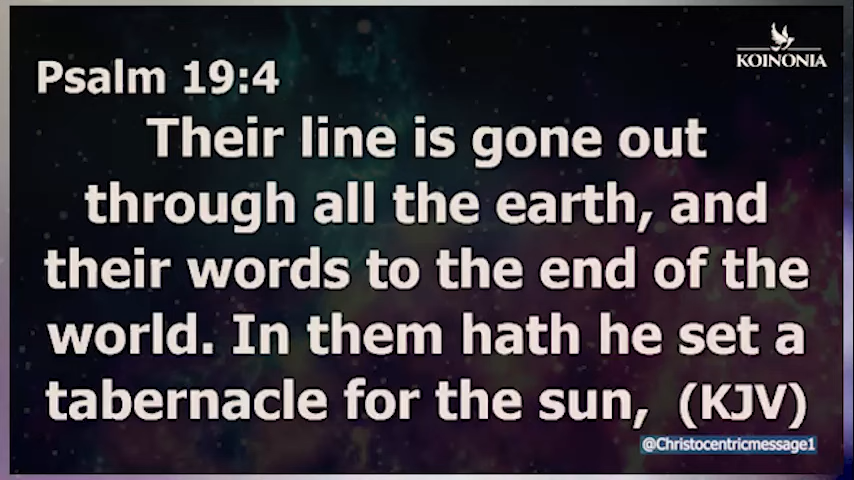 KOINONIA
Psalm 19:4
Their line is gone out
through all the earth, and
their words to the end of the
world. In them hath he set a
tabernacle for the sun, (KJV)
@Christocentricmessage1